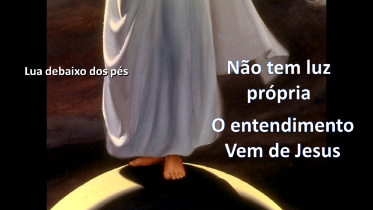 Lua debaixo dos pés
Não tem luz
própria
O entendimento
Vem de Jesus